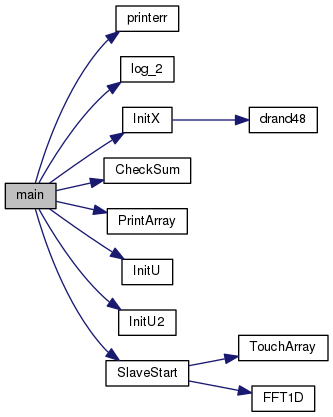 printerr
log_2
InitX
drand48
CheckSum
main
PrintArray
InitU
InitU2
TouchArray
SlaveStart
FFT1D